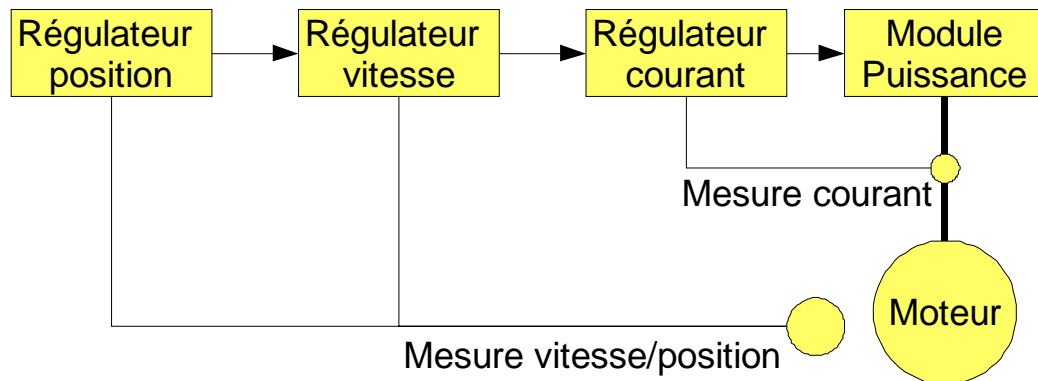 Régulateur
position
Régulateur
vitesse
Régulateur
courant
Module
Puissance
Mesure courant
Moteur
Mesure vitesse/position